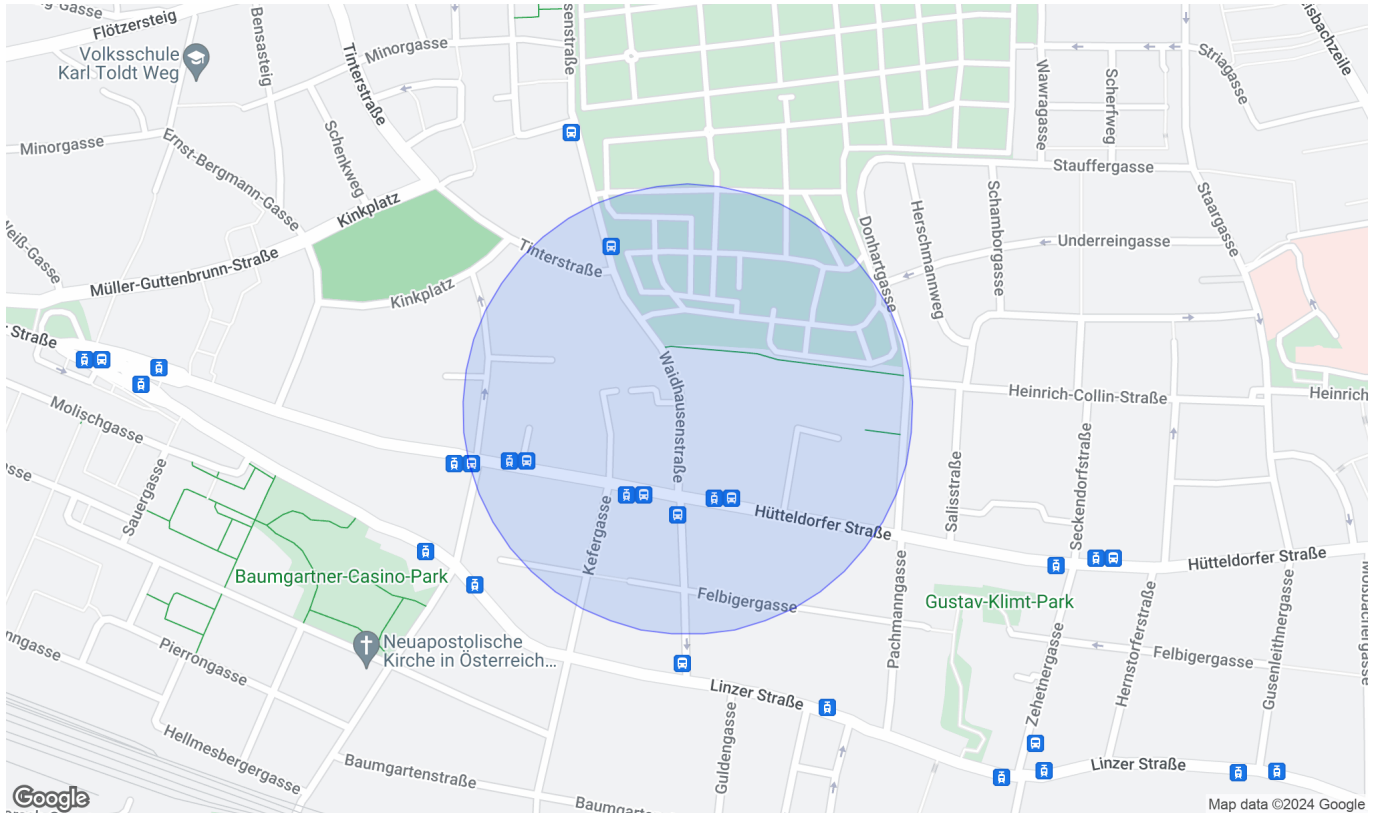 Flötzersteig
Bensasteig
Minorgasse
Volksschule
Karl Toldt Weg
Tinterstraße
Striagasse
Wawragasse
Scherfweg
Minorgasse
Ernst-Bergmann-Gasse
Schenkweg
Stauffergasse
Kinkplatz
Schamborgasse
Herschmannweg
Donhartgasse
Staargasse
Underreingasse
Tinterstraße
Müller-Guttenbrunn-Straße
Kinkplatz
Straße
Waidhausenstraße
Heinrich-Collin-Straße
Heinrich
Molischgasse
Sauergasse
Salisstraße
Seckendorfstraße
Hütteldorfer Straße
Hütteldorfer Straße
Kefergasse
Baumgartner-Casino-Park
Felbigergasse
Pachmanngasse
Gustav-Klimt-Park
Gusenleithnergasse
Neuapostolische
Kirche in Österreich...
Pierrongasse
Felbigergasse
Zehetnergasse
Hernstorferstraße
Linzer Straße
Guldengasse
Hellmesbergergasse
Baumgartenstraße
Linzer Straße
Google
Map data ©2024 Google